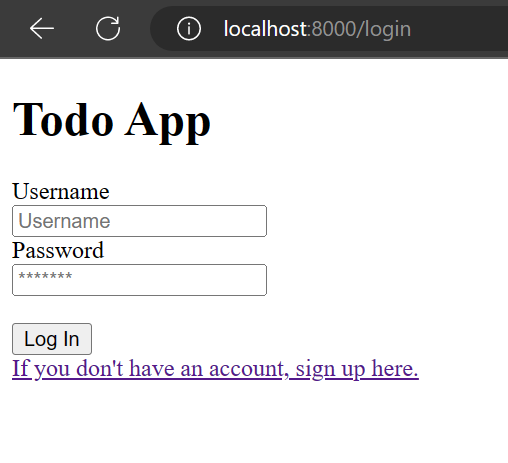 localhost:8000/login
Todo App
Username
Username
Password
*******
Log In
If you don't have an account, sign up here.